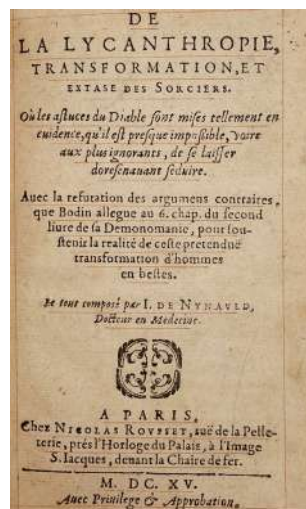 DE
LA LYCANTHROPIE,
TRANSFORMATION, ET
EXTASE DES SORCIERS.
Où les astuces du Diable sont mises tellement en
euidence, qu'il est presque impoßible, voire
aux plus ignorants, de se laisser
doresenauant seduire.
Auec la refutation des argumens contraires,
que Bodin allegue au 6. chap. du second
liure de sa Demonomanie, pour sou-
stenir la realité de ceste pretenduë
transformation d'hommes
en bestes.
Le tout composé par I. DE NYNAVLD,
Docteur en Medecine.
A PARIS,
Chez NICOLAS ROVSSET, ruë de la Pelle-
terie, prés l'Horloge du Palais, à l'Image
S. Iacques, deuant la Chaire de fer.
M. DC. XV.
Auec Priuilege & Approbation.